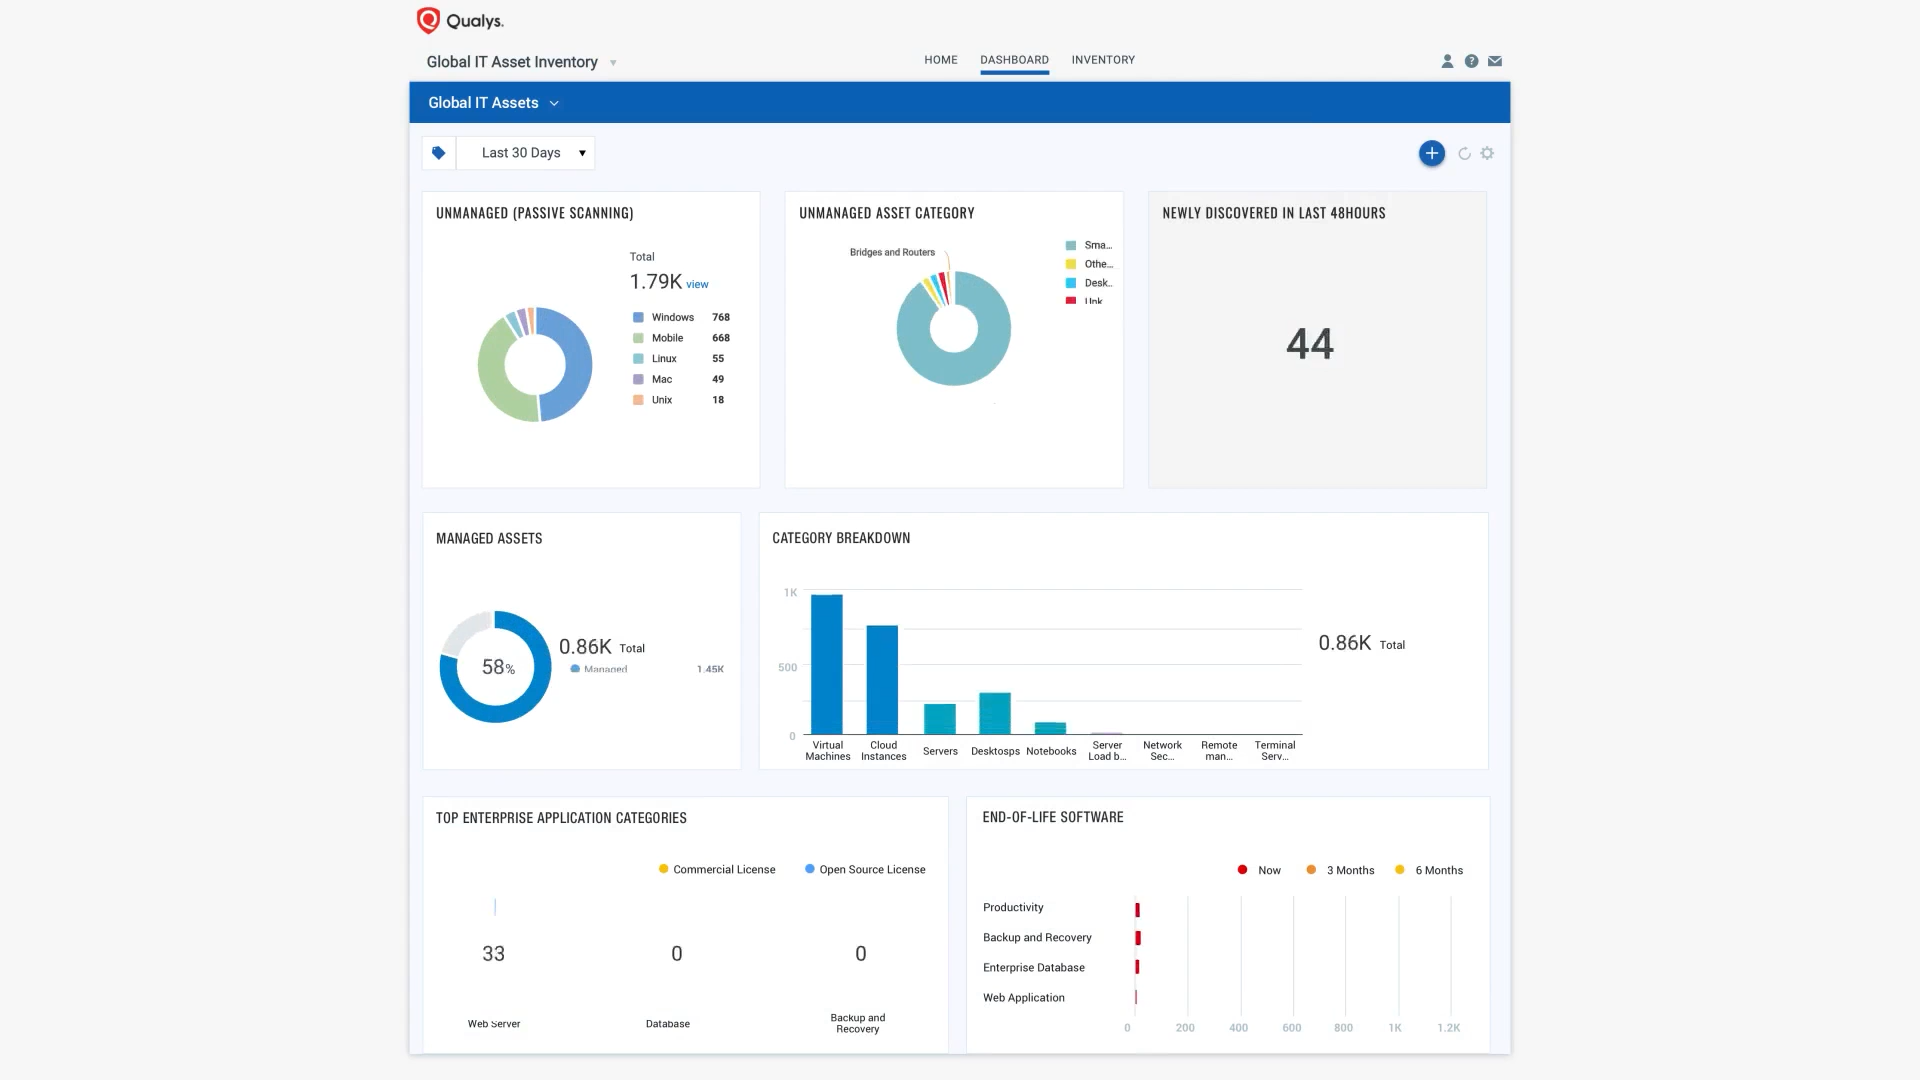 Qualys.
Global IT Asset Inventory
HOME
DASHBOARD
INVENTORY
Global IT Assets
Last 30 Days
UNMANAGED (PASSIVE SCANNING)
Total
1.79K view
Windows 768
Mobile 668
Linux 55
Mac 49
Unix 18
UNMANAGED ASSET CATEGORY
Bridges and Routers
Sma...
Othe...
Desk..
Unk
NEWLY DISCOVERED IN LAST 48HOURS
44
MANAGED ASSETS
58%
0.86K Total
Managed 1.45K
CATEGORY BREAKDOWN
1K
500
0
Virtual
Machines
Cloud
Instances
Servers
Desktosps
Notebooks
Server
Load b...
Network
Sec...
Remote
man...
Terminal
Serv...
0.86K Total
TOP ENTERPRISE APPLICATION CATEGORIES
Commercial License
Open Source License
33
0
0
Web Server
Database
Backup and
Recovery
END-OF-LIFE SOFTWARE
Now
3 Months
6 Months
Productivity
Backup and Recovery
Enterprise Database
Web Application
0 200 400 600 800 1K 1.2K